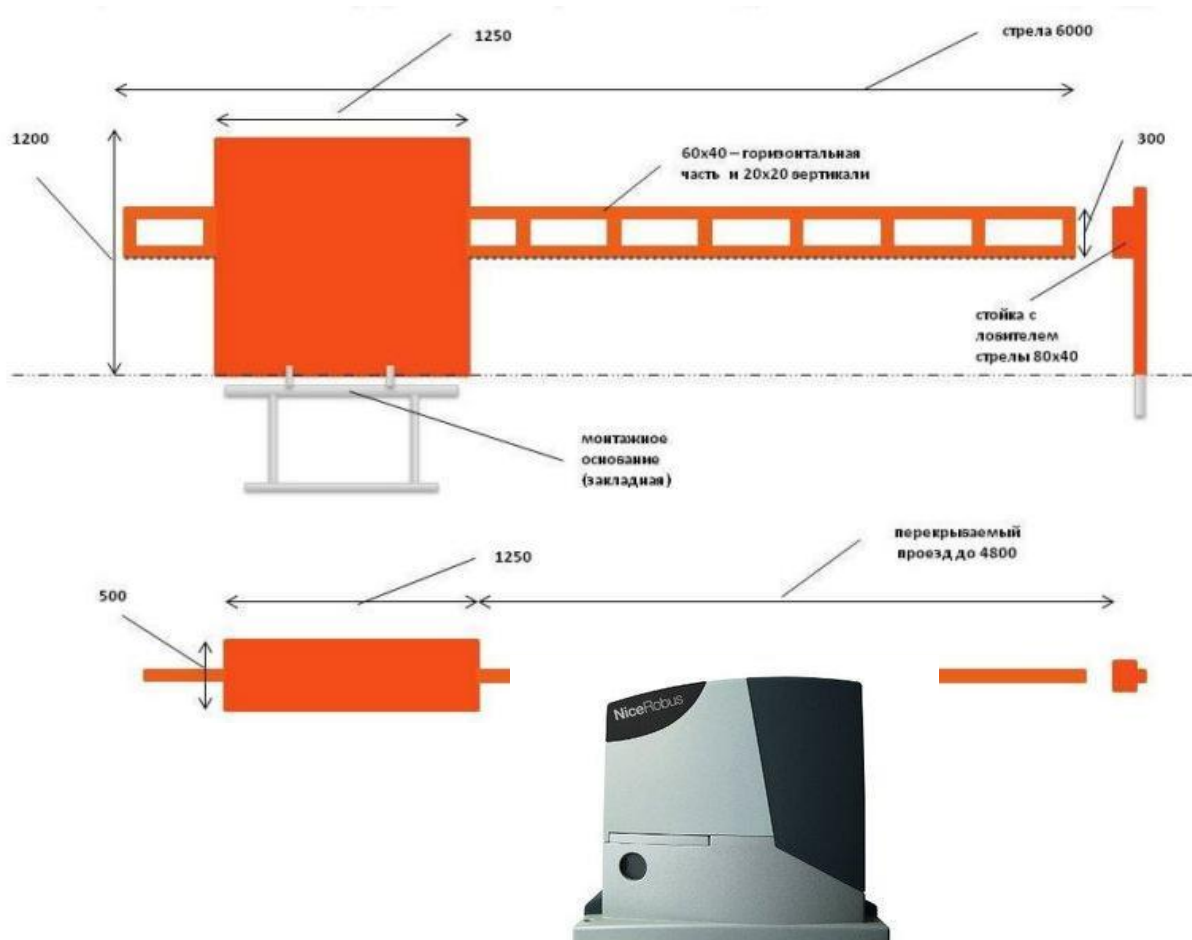 1250
стрела 6000
1200
300
60х40 – горизонтальная
часть и 20х20 вертикали
стойка с
ловителем
стрелы 80х40
монтажное
основание
(закладная)
перекрываемый
проезд до 4800
1250
500
NiceRobus